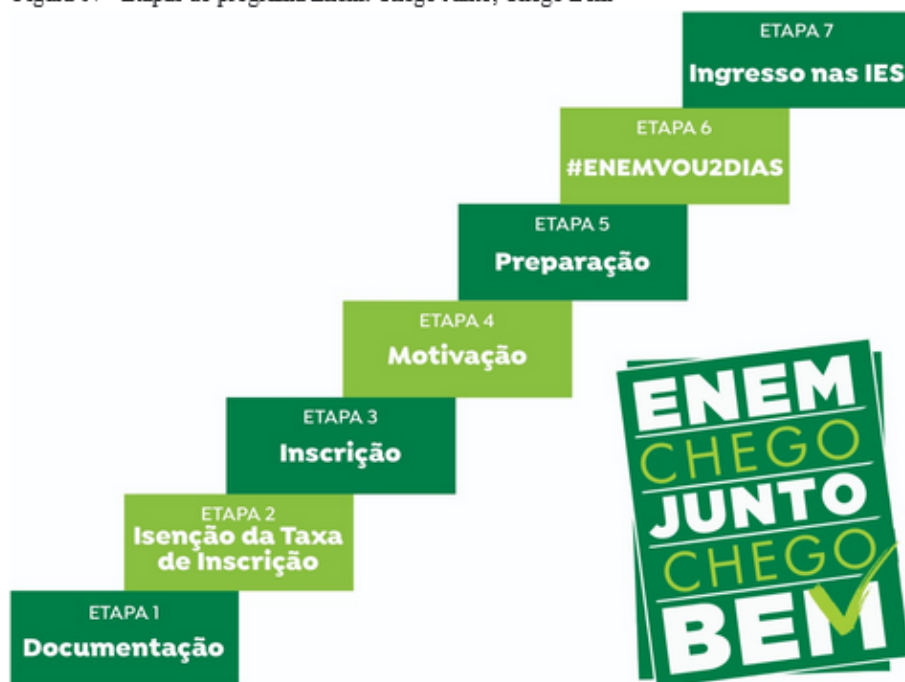 ETAPA 7
Ingresso nas IES
ETAPA 6
#ENEMVOU2DIAS
ETAPA 5
Preparação
ETAPA 4
Motivação
ETAPA 3
Inscrição
ETAPA 2
Isenção da Taxa
de Inscrição
ETAPA 1
Documentação
ENEM
CHEGO
JUNTO
CHEGO
BEM